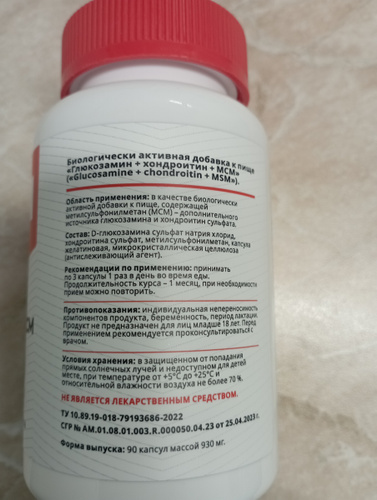 Биологически активная добавка к пище
«Глюкозамин + хондроитин + МСМ»
(«Glucosamine + chondroitin + MSM»).
Область применения: в качестве биологически
активной добавки к пище, содержащей
метилсульфонилметан (МСМ) – дополнительного
источника глюкозамина и хондроитин сульфата.
Состав: D-глюкозамина сульфат натрия хлорид,
хондроитина сульфат, метилсульфонилметан, капсула
желатиновая, микрокристаллическая целлюлоза
(антислеживающий агент).
Рекомендации по применению: принимать
по 3 капсулы 1 раз в день во время еды.
Продолжительность курса – 1 месяц, при необходимости
прием можно повторить.
Противопоказания: индивидуальная непереносимость
компонентов продукта, беременность, период лактации.
Продукт не предназначен для лиц младше 18 лет. Перед
применением рекомендуется проконсультироваться с
врачом.
Условия хранения: в защищенном от попадания
прямых солнечных лучей и недоступном для детей
месте, при температуре от +5°С до +25°С и
относительной влажности воздуха не более 70 %.
НЕ ЯВЛЯЕТСЯ ЛЕКАРСТВЕННЫМ СРЕДСТВОМ.
ТУ 10.89.19-018-79193686-2022
СГР № AM.01.08.01.003.R.000050.04.23 от 25.04.2023 г.
Форма выпуска: 90 капсул массой 930 мг.